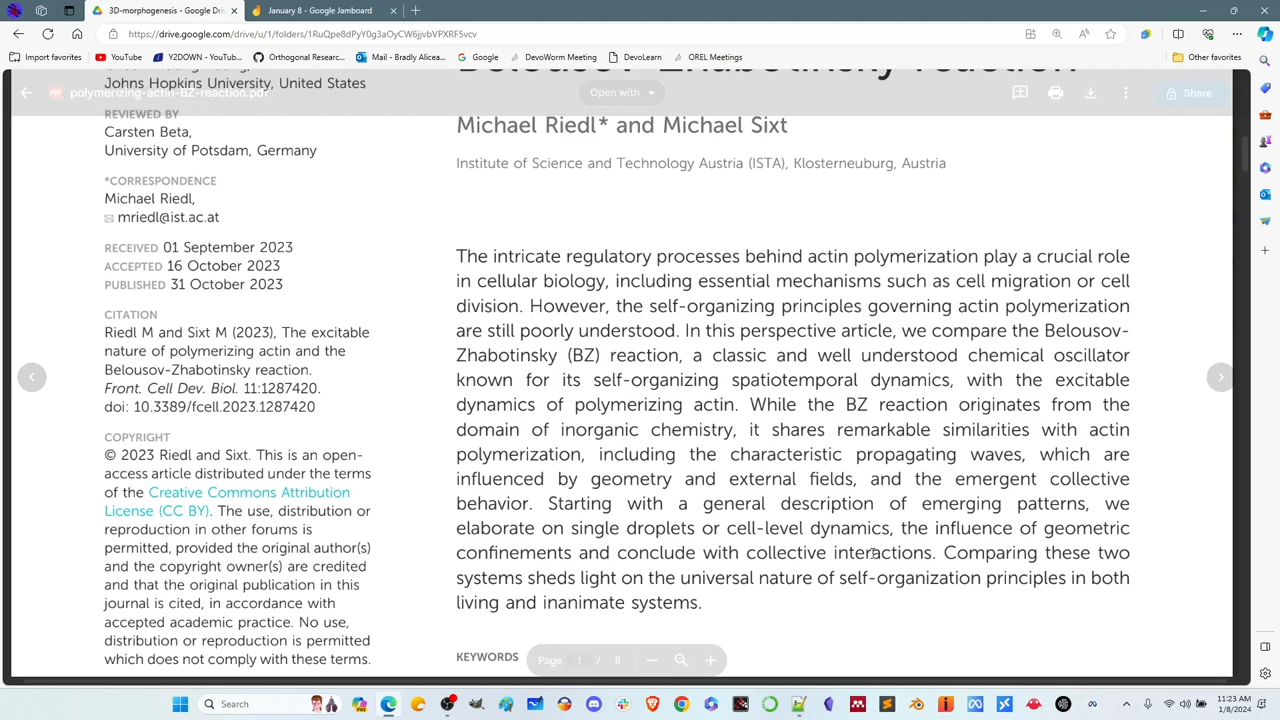 3D-morphogenesis - Google Dri
January 8 - Google Jamboard
https://drive.google.com/drive/u/1/folders/1RuQpe8dPyY0g3aOyCW6jjvbVPXRF5vcv
Import favorites
YouTube
Y2DOWN - YouTub...
Orthogonal Researc...
Mail - Bradly Alicea...
Google
DevoWorm Meeting
DevoLearn
OREL Meetings
Other favorites
Johns Hopkins University, United States
polymerizing-actin-BZ-reaction.pdf
Open with
Share
REVIEWED BY
Carsten Beta,
University of Potsdam, Germany
*CORRESPONDENCE
Michael Riedl,
mriedl@ist.ac.at
RECEIVED 01 September 2023
ACCEPTED 16 October 2023
PUBLISHED 31 October 2023
CITATION
Riedl M and Sixt M (2023), The excitable
nature of polymerizing actin and the
Belousov-Zhabotinsky reaction.
Front. Cell Dev. Biol. 11:1287420.
doi: 10.3389/fcell.2023.1287420
COPYRIGHT
© 2023 Riedl and Sixt. This is an open-
access article distributed under the terms
of the Creative Commons Attribution
License (CC BY). The use, distribution or
reproduction in other forums is
permitted, provided the original author(s)
and the copyright owner(s) are credited
and that the original publication in this
journal is cited, in accordance with
accepted academic practice. No use,
distribution or reproduction is permitted
which does not comply with these terms.
Belousov-Zhabotinsky reaction
Michael Riedl* and Michael Sixt
Institute of Science and Technology Austria (ISTA), Klosterneuburg, Austria
The intricate regulatory processes behind actin polymerization play a crucial role
in cellular biology, including essential mechanisms such as cell migration or cell
division. However, the self-organizing principles governing actin polymerization
are still poorly understood. In this perspective article, we compare the Belousov-
Zhabotinsky (BZ) reaction, a classic and well understood chemical oscillator
known for its self-organizing spatiotemporal dynamics, with the excitable
dynamics of polymerizing actin. While the BZ reaction originates from the
domain of inorganic chemistry, it shares remarkable similarities with actin
polymerization, including the characteristic propagating waves, which are
influenced by geometry and external fields, and the emergent collective
behavior. Starting with a general description of emerging patterns, we
elaborate on single droplets or cell-level dynamics, the influence of geometric
confinements and conclude with collective interactions. Comparing these two
systems sheds light on the universal nature of self-organization principles in both
living and inanimate systems.
KEYWORDS
Page 1 / 8
Search
11:23 AM
1/8/2024